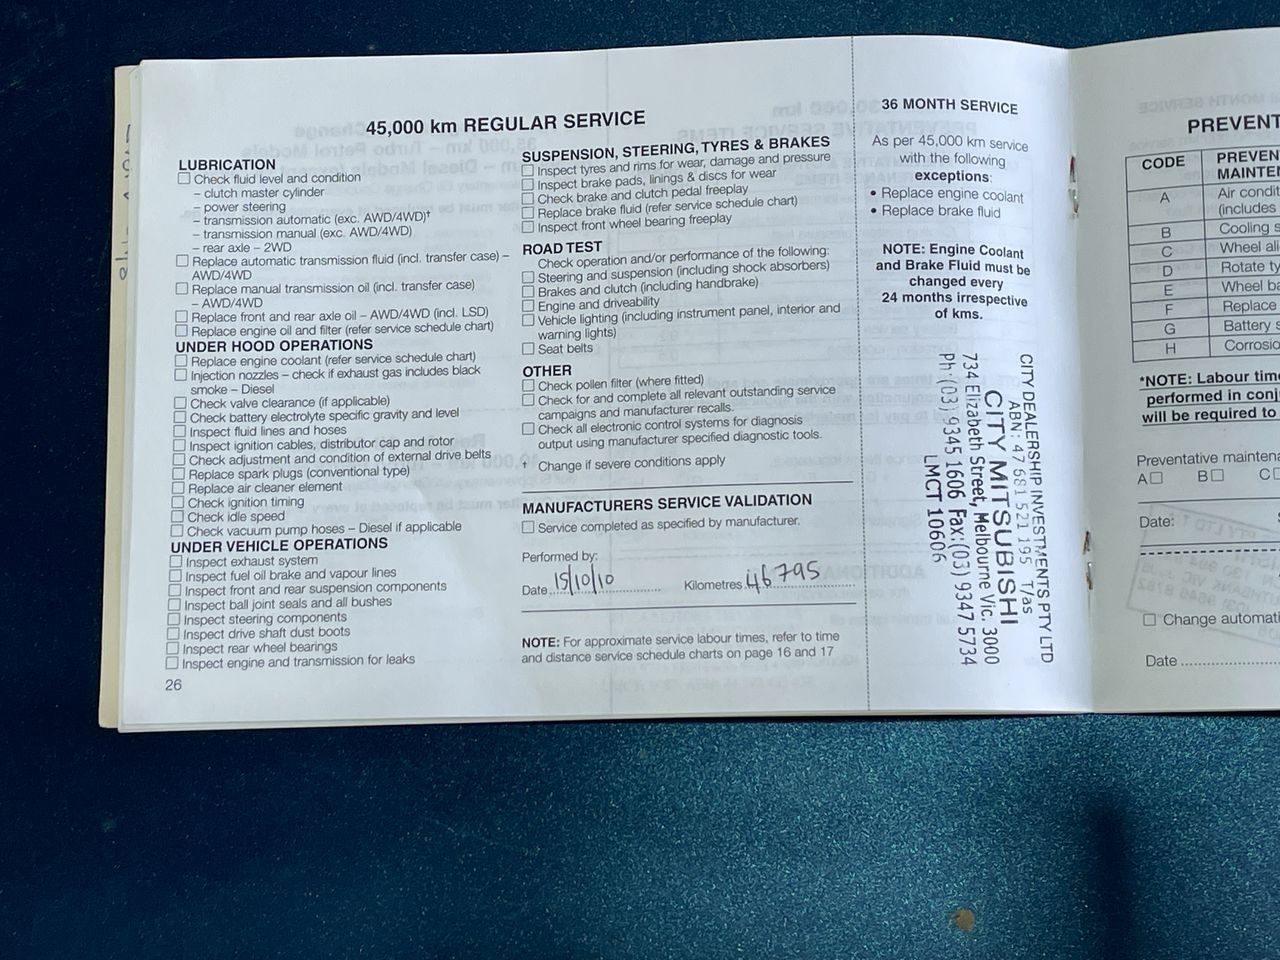 45,000 km REGULAR SERVICE
LUBRICATION
Check fluid level and condition
– clutch master cylinder
– power steering
– transmission automatic (exc. AWD/4WD)†
– transmission manual (exc. AWD/4WD)
– rear axle – 2WD
Replace automatic transmission fluid (incl. transfer case) –
AWD/4WD
Replace manual transmission oil (incl. transfer case)
– AWD/4WD
Replace front and rear axle oil – AWD/4WD (incl. LSD)
Replace engine oil and filter (refer service schedule chart)
UNDER HOOD OPERATIONS
Replace engine coolant (refer service schedule chart)
Injection nozzles – check if exhaust gas includes black
smoke – Diesel
Check valve clearance (if applicable)
Check battery electrolyte specific gravity and level
Inspect fluid lines and hoses
Inspect ignition cables, distributor cap and rotor
Check adjustment and condition of external drive belts
Replace spark plugs (conventional type)
Replace air cleaner element
Check ignition timing
Check idle speed
Check vacuum pump hoses – Diesel if applicable
UNDER VEHICLE OPERATIONS
Inspect exhaust system
Inspect fuel oil brake and vapour lines
Inspect front and rear suspension components
Inspect ball joint seals and all bushes
Inspect steering components
Inspect drive shaft dust boots
Inspect rear wheel bearings
Inspect engine and transmission for leaks
26
SUSPENSION, STEERING, TYRES & BRAKES
Inspect tyres and rims for wear, damage and pressure
Inspect brake pads, linings & discs for wear
Check brake and clutch pedal freeplay
Replace brake fluid (refer service schedule chart)
Inspect front wheel bearing freeplay
ROAD TEST
Check operation and/or performance of the following:
Steering and suspension (including shock absorbers)
Brakes and clutch (including handbrake)
Engine and driveability
Vehicle lighting (including instrument panel, interior and
warning lights)
Seat belts
OTHER
Check pollen filter (where fitted)
Check for and complete all relevant outstanding service
campaigns and manufacturer recalls.
Check all electronic control systems for diagnosis
output using manufacturer specified diagnostic tools.
† Change if severe conditions apply
MANUFACTURERS SERVICE VALIDATION
Service completed as specified by manufacturer.
Performed by:
Date 15/10/10 Kilometres 46795
NOTE: For approximate service labour times, refer to time
and distance service schedule charts on page 16 and 17
36 MONTH SERVICE
As per 45,000 km service
with the following
exceptions:
• Replace engine coolant
• Replace brake fluid
NOTE: Engine Coolant
and Brake Fluid must be
changed every
24 months irrespective
of kms.
CITY DEALERSHIP INVESTMENTS PTY LTD
ABN: 47 681 521 195 T/as
CITY MITSUBISHI
734 Elizabeth Street, Melbourne Vic. 3000
Ph: (03) 9345 1606 Fax: (03) 9347 5734
LMCT 10606
PREVENT
CODE PREVEN
MAINTEN
A Air condit
(includes
B Cooling s
C Wheel ali
D Rotate ty
E Wheel ba
F Replace
G Battery s
H Corrosio
*NOTE: Labour time
performed in conj
will be required to
Preventative maintena
A B C
Date:
Change automati
Date